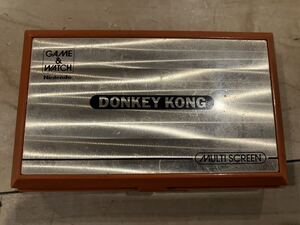 GAME
&
WATCH
Nintendo
DONKEY KONG
MULTI SCREEN